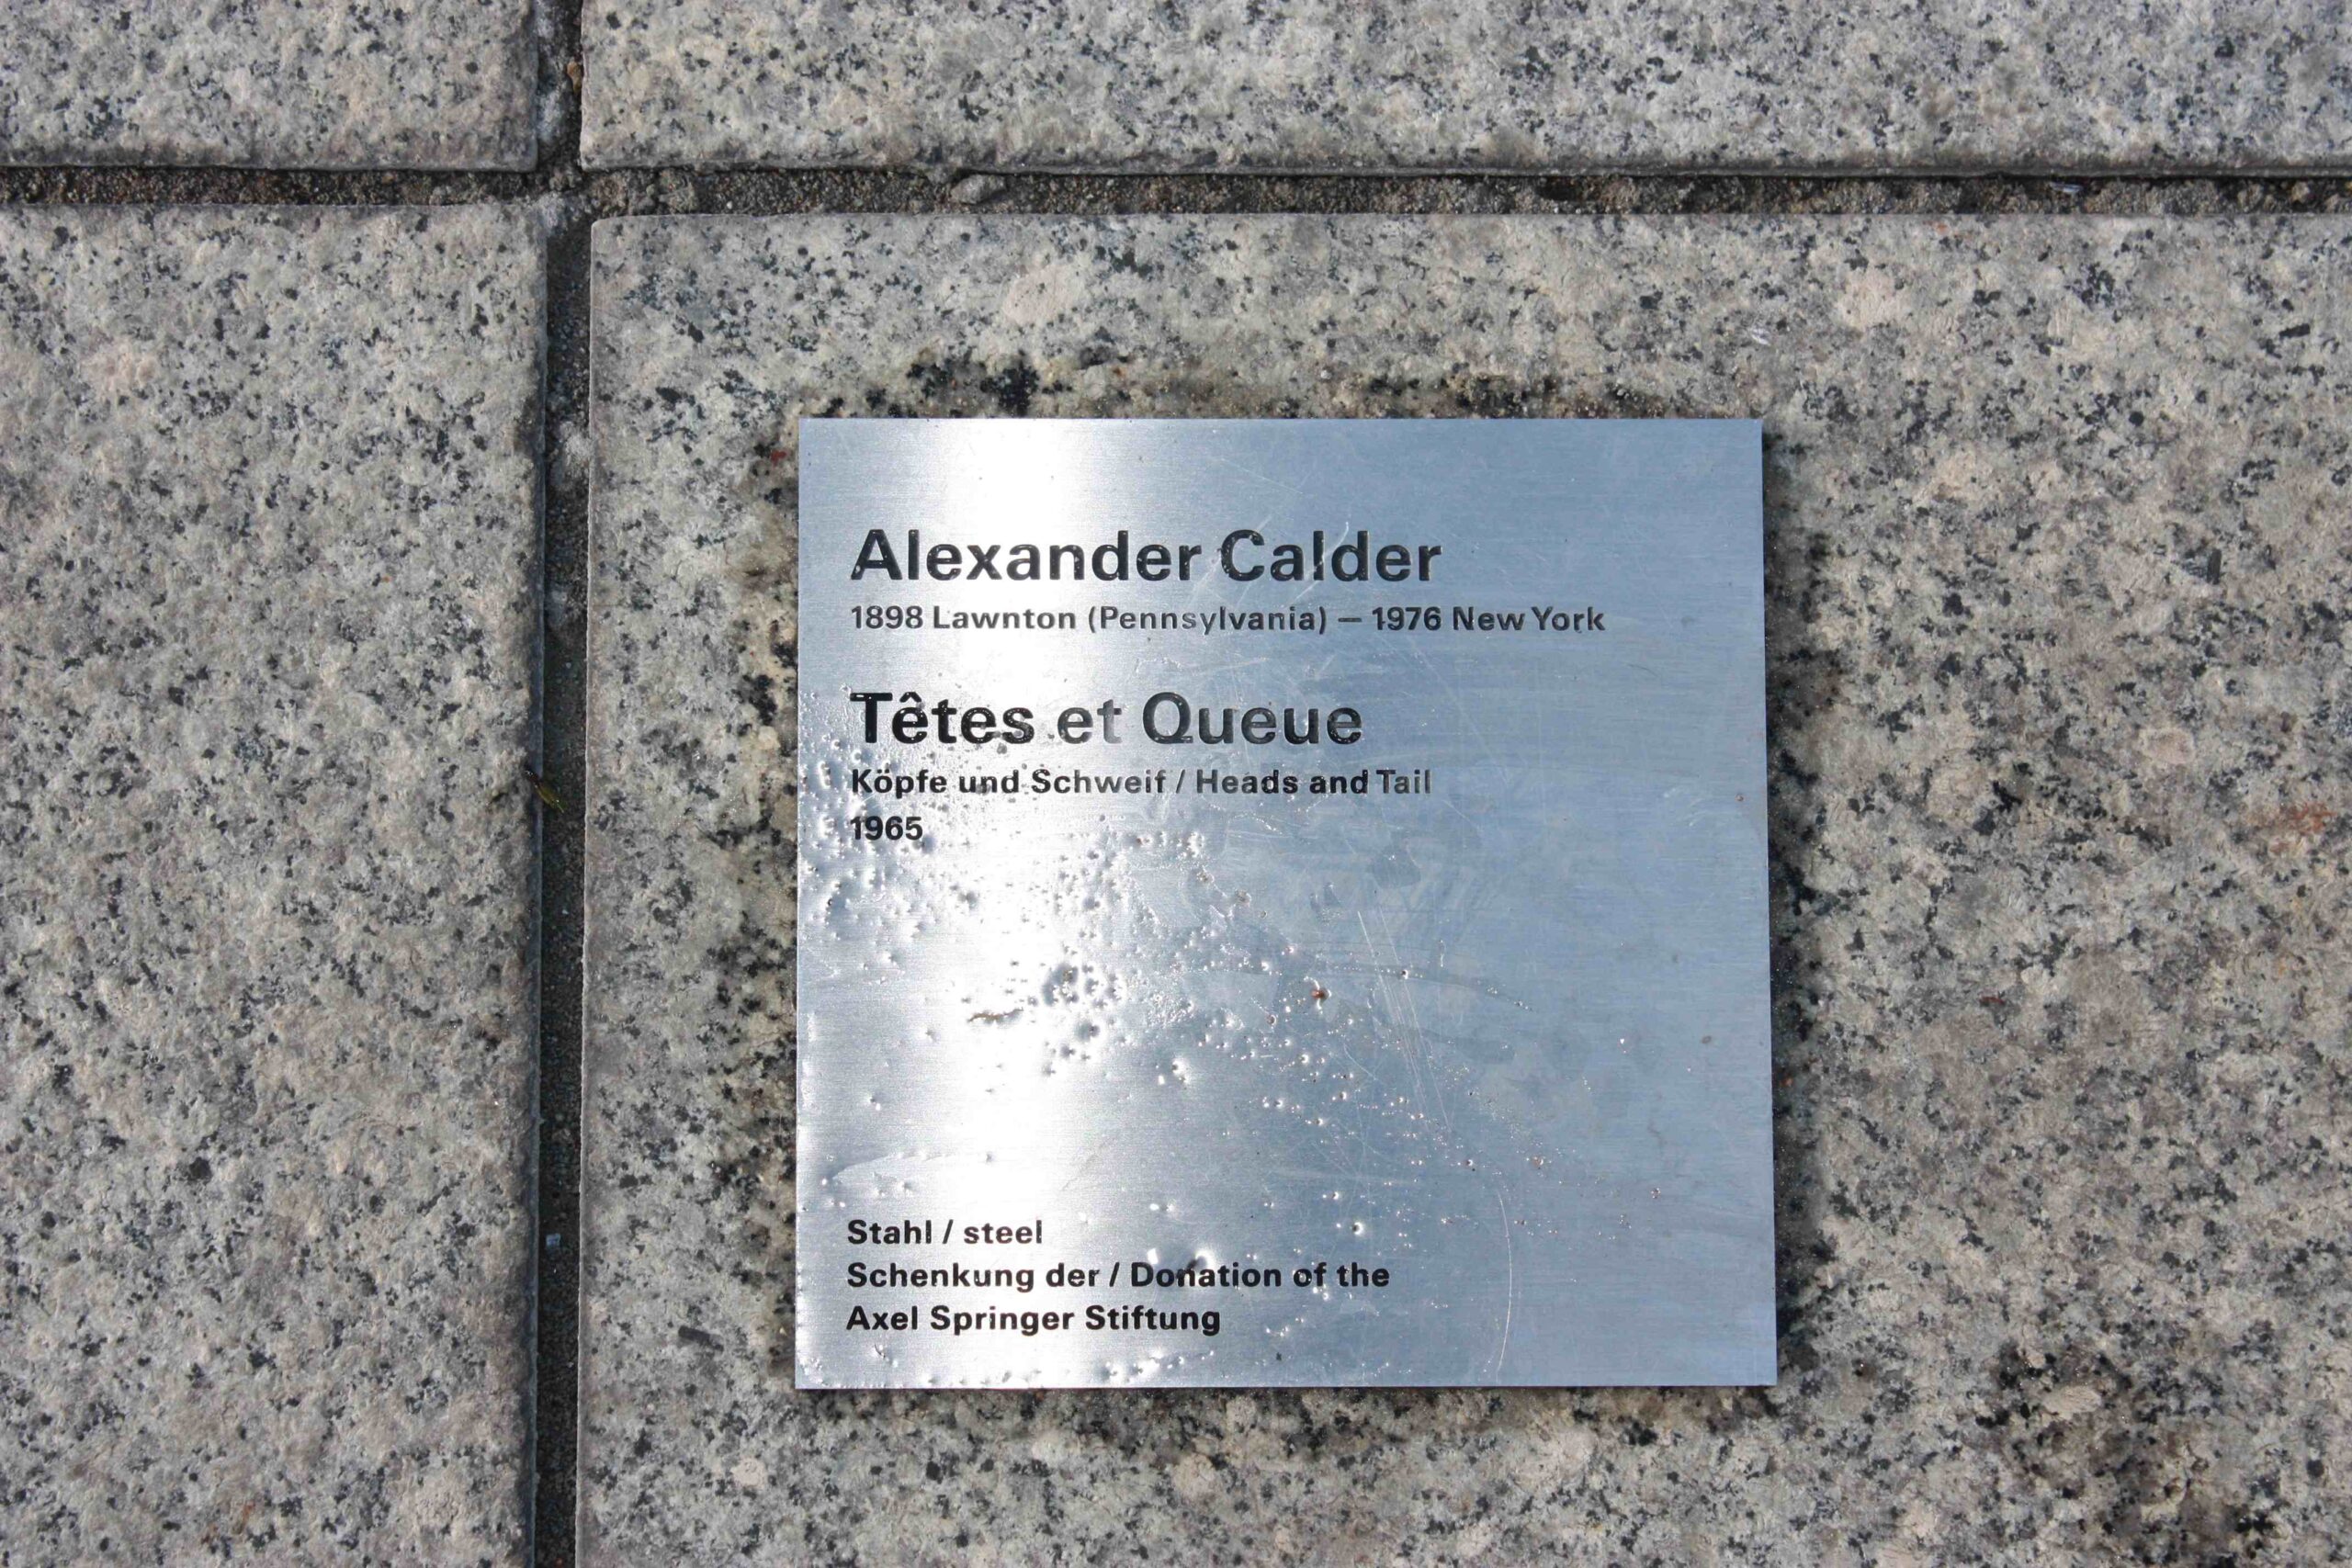 Alexander Calder
1898 Lawnton (Pennsylvania) – 1976 New York
Têtes et Queue
Köpfe und Schweif / Heads and Tail
1965
Stahl / steel
Schenkung der / Donation of the
Axel Springer Stiftung